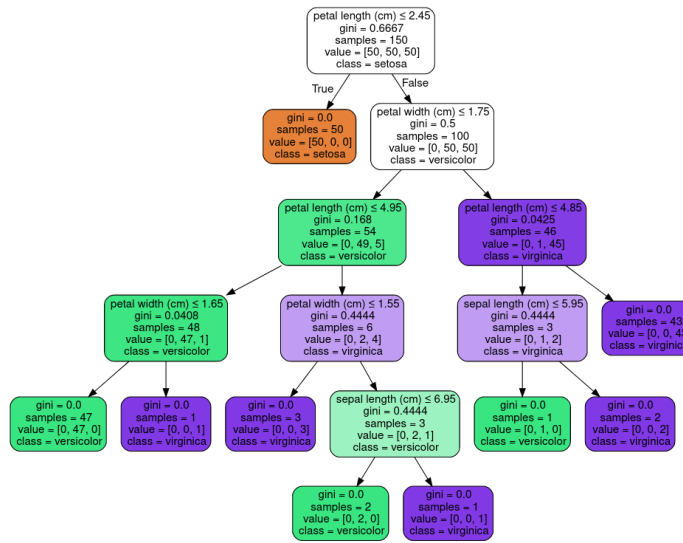 petal length (cm) ≤ 2.45
gini = 0.6667
samples = 150
value = [50, 50, 50]
class = setosa
True
False
gini = 0.0
samples = 50
value = [50, 0, 0]
class = setosa
petal width (cm) ≤ 1.75
gini = 0.5
samples = 100
value = [0, 50, 50]
class = versicolor
petal length (cm) ≤ 4.95
gini = 0.168
samples = 54
value = [0, 49, 5]
class = versicolor
petal length (cm) ≤ 4.85
gini = 0.0425
samples = 46
value = [0, 1, 45]
class = virginica
petal width (cm) ≤ 1.65
gini = 0.0408
samples = 48
value = [0, 47, 1]
class = versicolor
petal width (cm) ≤ 1.55
gini = 0.4444
samples = 6
value = [0, 2, 4]
class = virginica
sepal length (cm) ≤ 5.95
gini = 0.4444
samples = 3
value = [0, 1, 2]
class = virginica
gini = 0.0
samples = 43
value = [0, 0,
class =
gini = 0.0
samples = 47
value = [0, 47, 0]
class = versicolor
gini = 0.0
samples = 1
value = [0, 0, 1]
class = virginica
gini = 0.0
samples = 3
value = [0, 0, 3]
class = virginica
sepal length (cm) ≤ 6.95
gini = 0.4444
samples = 3
value = [0, 2, 1]
class = versicolor
gini = 0.0
samples = 1
value = [0, 1, 0]
class = versicolor
gini = 0.0
samples = 2
value = [0, 0, 2]
class = virginica
gini = 0.0
samples = 2
value = [0, 2, 0]
class = versicolor
gini = 0.0
samples = 1
value = [0, 0, 1]
class = virginica